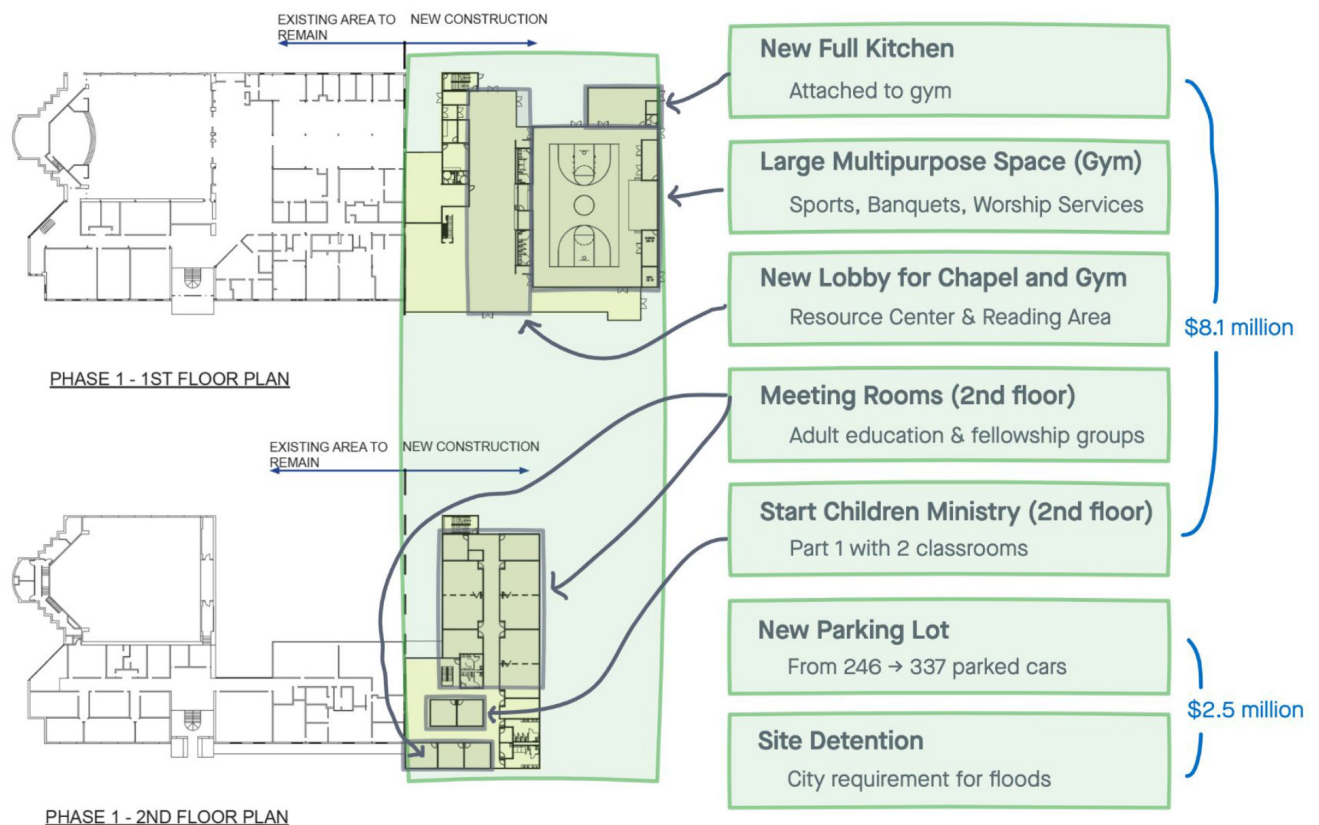 EXISTING AREA TO
REMAIN
NEW CONSTRUCTION
PHASE 1 - 1ST FLOOR PLAN
EXISTING AREA TO
REMAIN
NEW CONSTRUCTION
PHASE 1 - 2ND FLOOR PLAN
New Full Kitchen
Attached to gym
Large Multipurpose Space (Gym)
Sports, Banquets, Worship Services
New Lobby for Chapel and Gym
Resource Center & Reading Area
Meeting Rooms (2nd floor)
Adult education & fellowship groups
Start Children Ministry (2nd floor)
Part 1 with 2 classrooms
$8.1 million
New Parking Lot
From 246 → 337 parked cars
Site Detention
City requirement for floods
$2.5 million